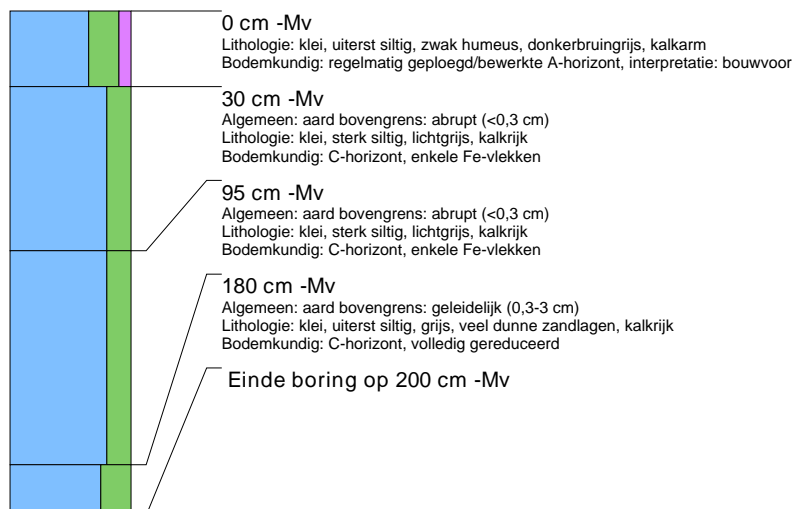 0 cm -Mv
Lithologie: klei, uiterst siltig, zwak humeus, donkerbruingrijs, kalkarm
Bodemkundig: regelmatig geploegd/bewerkte A-horizont, interpretatie: bouwvoor
30 cm -Mv
Algemeen: aard bovengrens: abrupt (<0,3 cm)
Lithologie: klei, sterk siltig, lichtgrijs, kalkrijk
Bodemkundig: C-horizont, enkele Fe-vlekken
95 cm -Mv
Algemeen: aard bovengrens: abrupt (<0,3 cm)
Lithologie: klei, sterk siltig, lichtgrijs, kalkrijk
Bodemkundig: C-horizont, enkele Fe-vlekken
180 cm -Mv
Algemeen: aard bovengrens: geleidelijk (0,3-3 cm)
Lithologie: klei, uiterst siltig, grijs, veel dunne zandlagen, kalkrijk
Bodemkundig: C-horizont, volledig gereduceerd
Einde boring op 200 cm -Mv